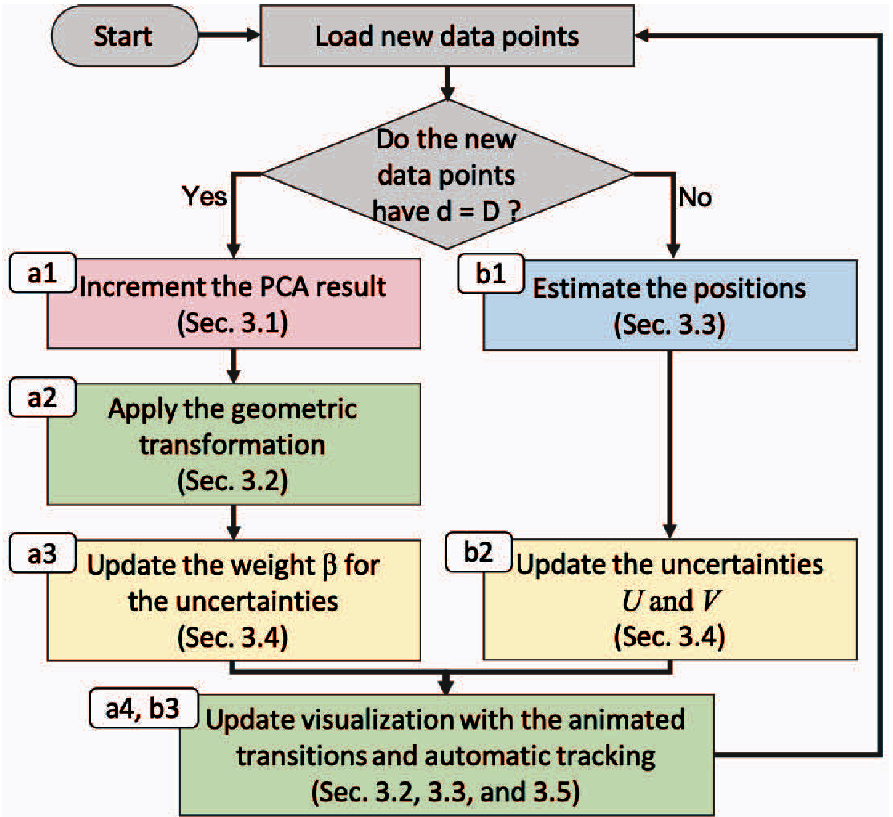 Start
Load new data points
Do the new
data points
have d = D ?
Yes
No
a1
Increment the PCA result
(Sec. 3.1)
b1
Estimate the positions
(Sec. 3.3)
a2
Apply the geometric
transformation
(Sec. 3.2)
a3
Update the weight β for
the uncertainties
(Sec. 3.4)
b2
Update the uncertainties
U and V
(Sec. 3.4)
a4, b3
Update visualization with the animated
transitions and automatic tracking
(Sec. 3.2, 3.3, and 3.5)